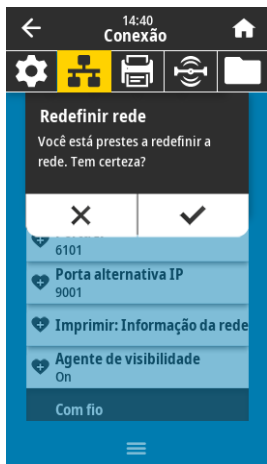 14:40
Conexão
Redefinir rede
Você está prestes a redefinir a
rede. Tem certeza?
6101
Porta alternativa IP
9001
Imprimir: Informação da rede
Agente de visibilidade
On
Com fio